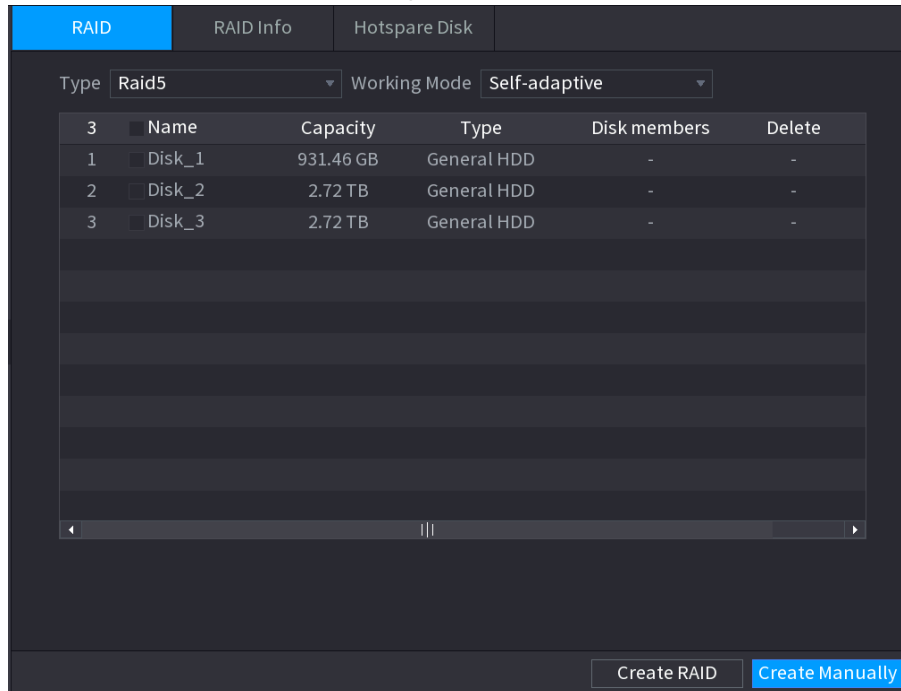 RAID RAID Info Hotspare Disk
Type Raid5 Working Mode Self-adaptive
3 Name Capacity Type Disk members Delete
1 Disk_1 931.46 GB General HDD - -
2 Disk_2 2.72 TB General HDD - -
3 Disk_3 2.72 TB General HDD - -
Create RAID Create Manually